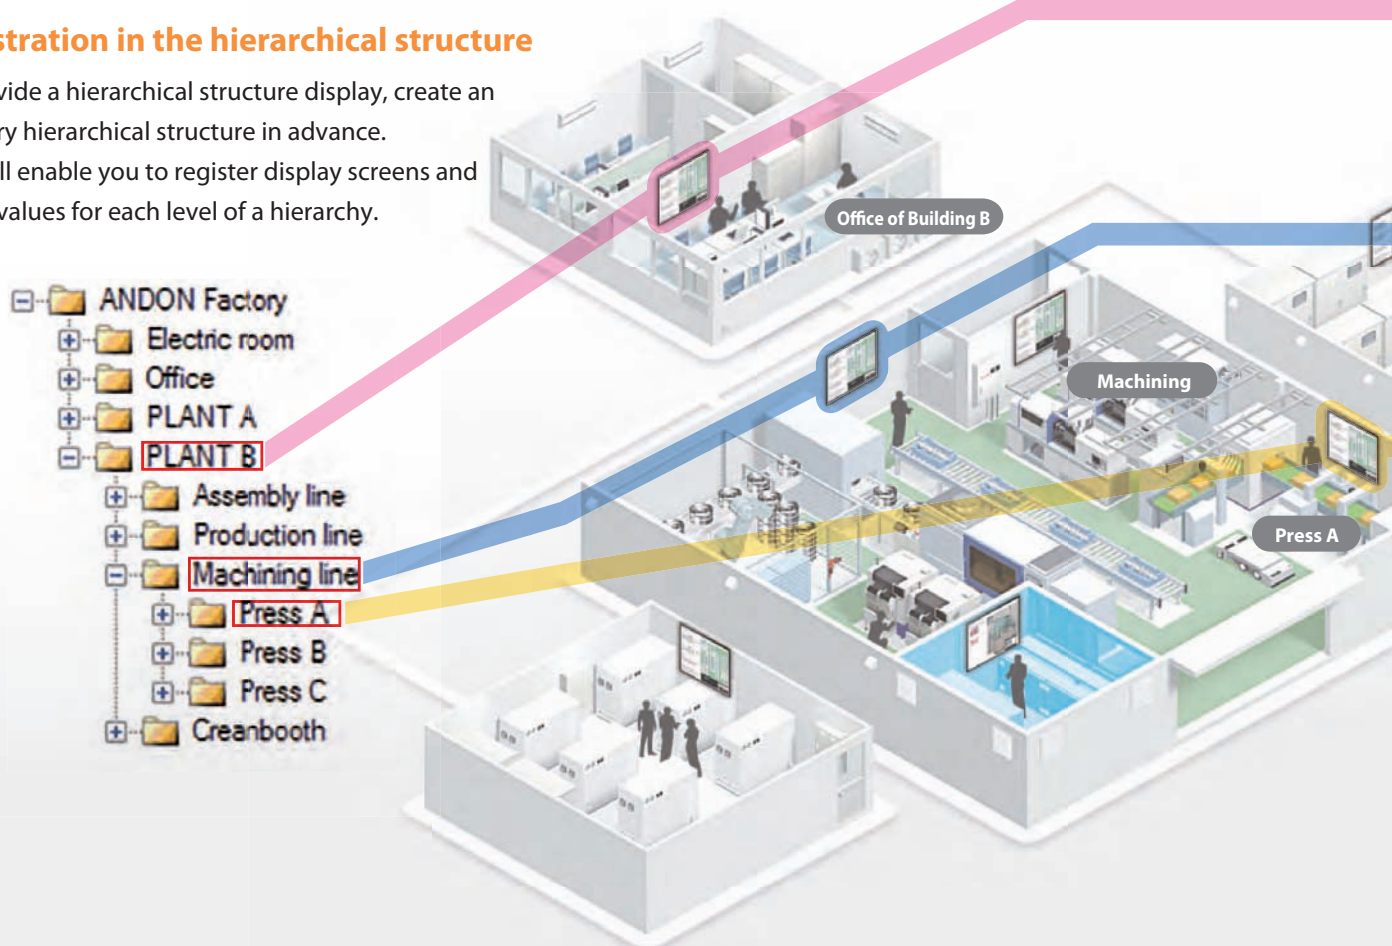 stration in the hierarchical structure
vide a hierarchical structure display, create an
ry hierarchical structure in advance.
ll enable you to register display screens and
values for each level of a hierarchy.
ANDON Factory
Electric room
Office
PLANT A
PLANT B
Assembly line
Production line
Machining line
Press A
Press B
Press C
Creanbooth
Office of Building B
Machining
Press A